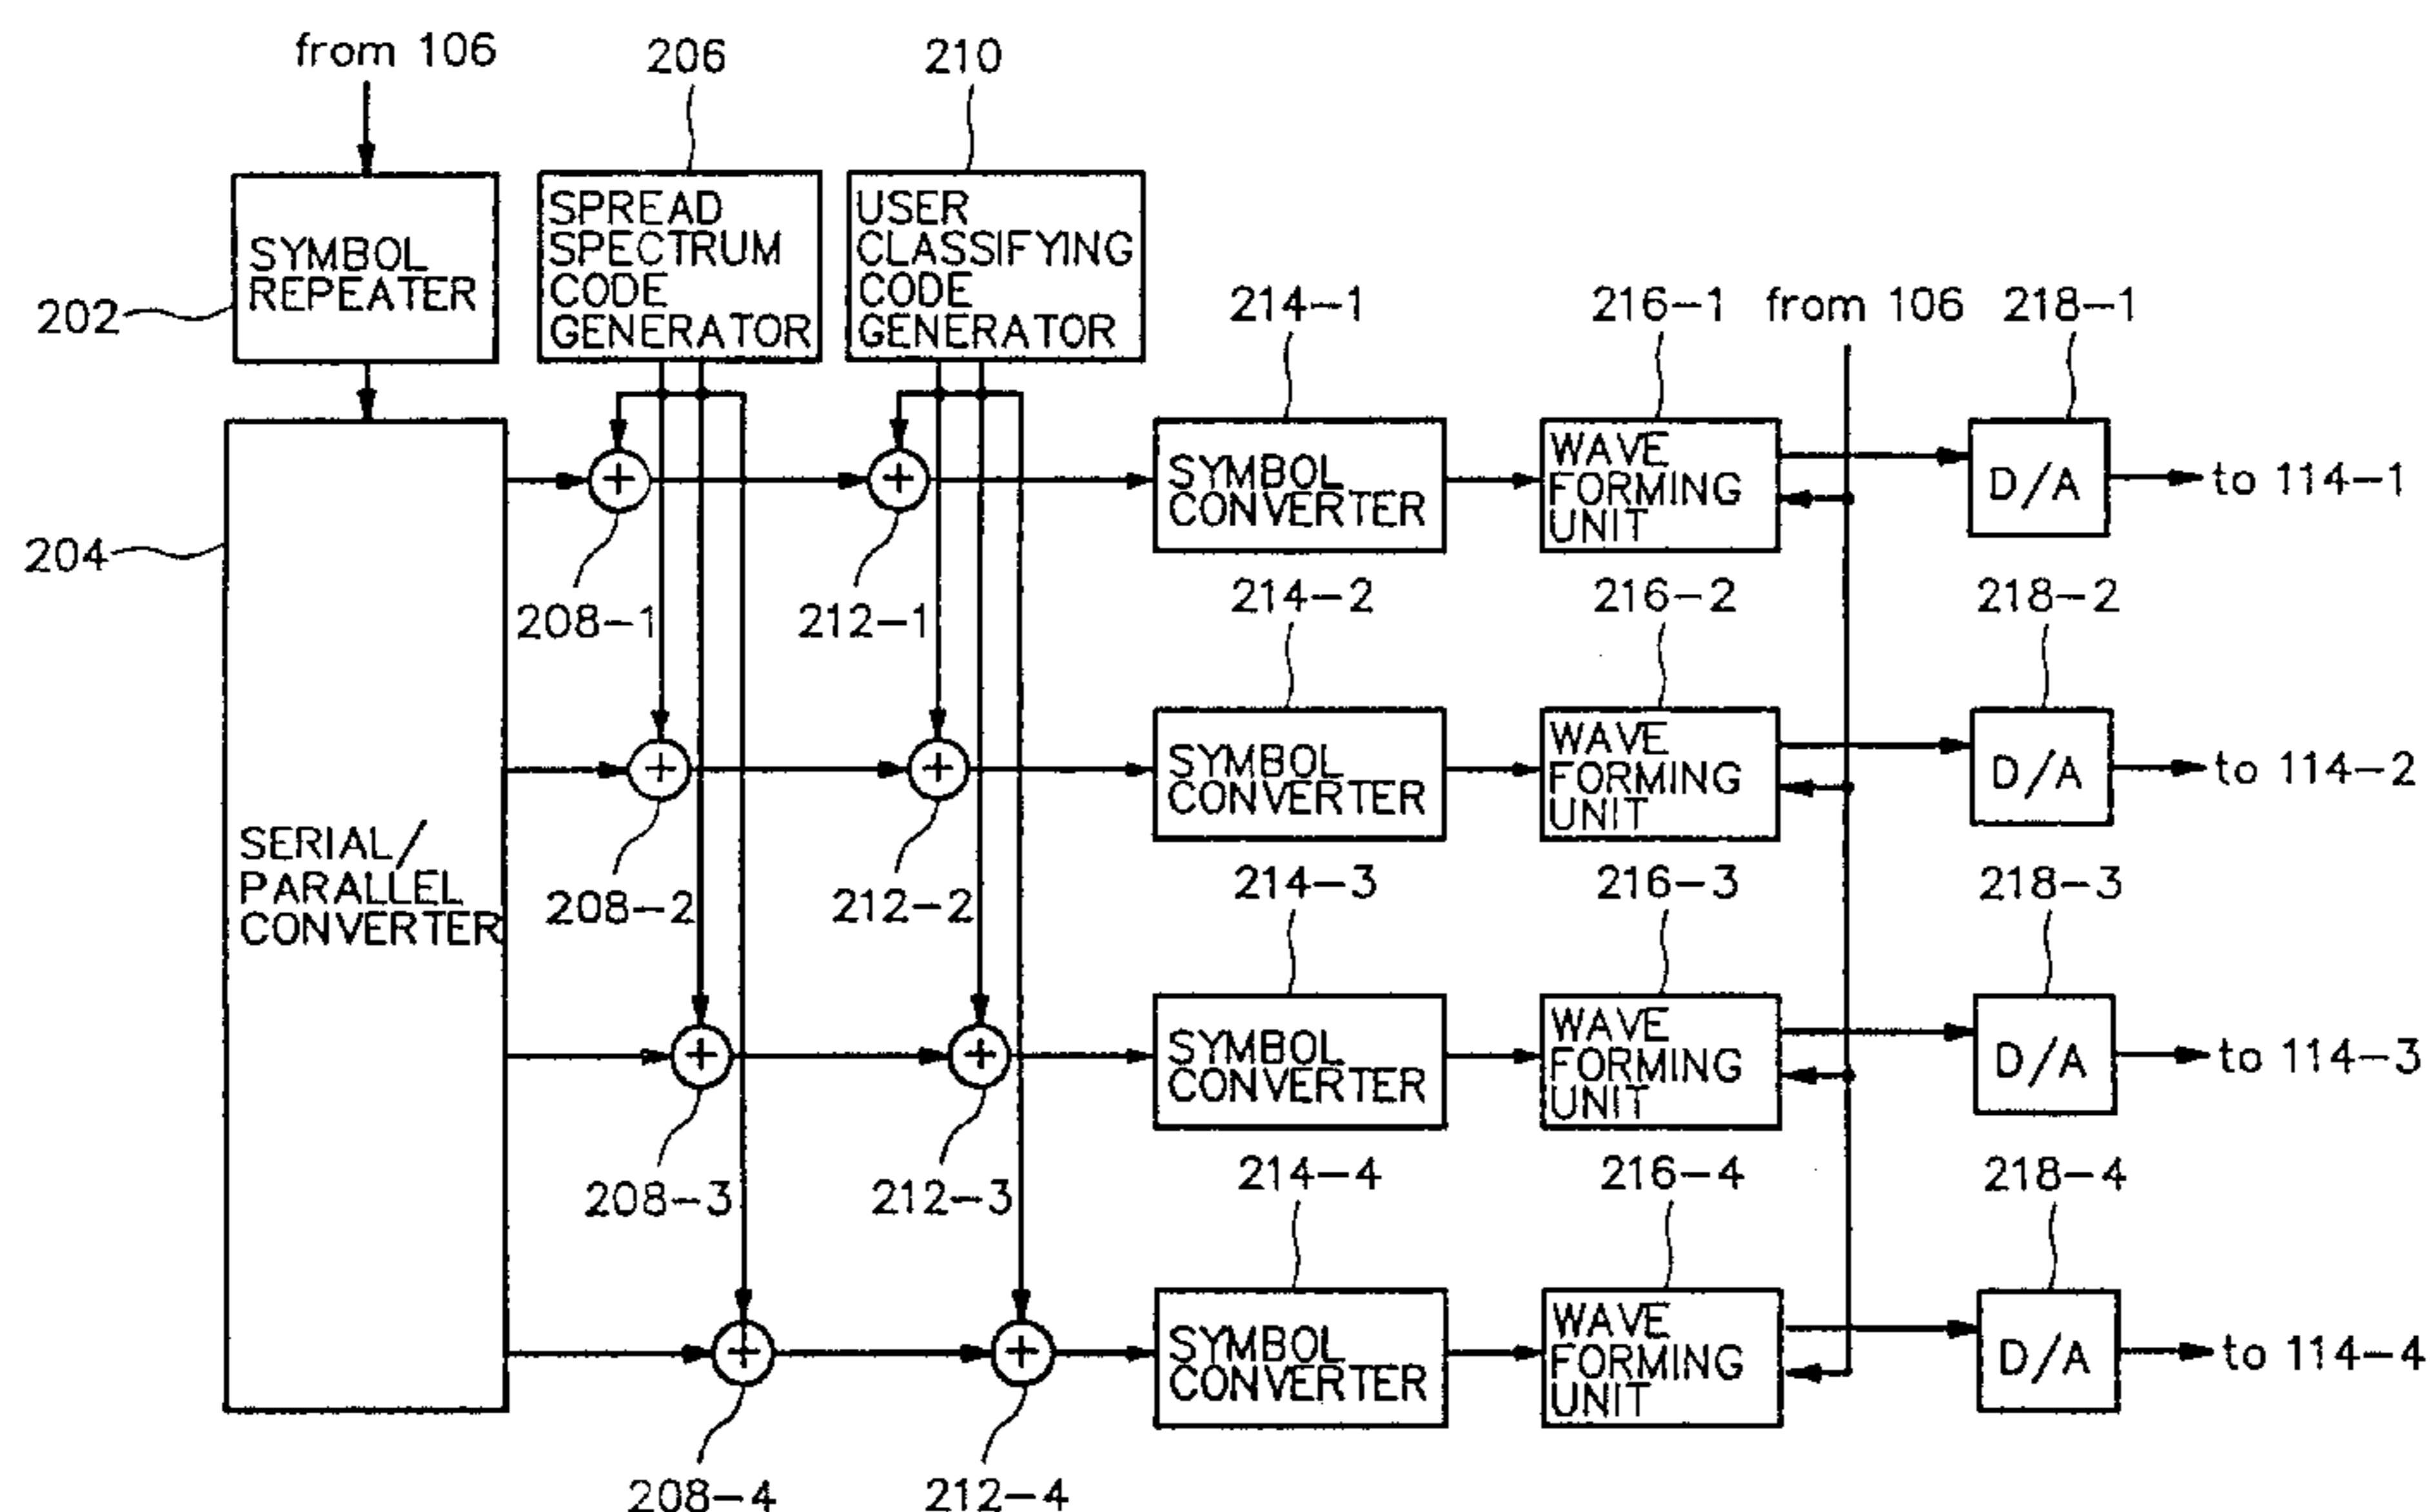 from 106
206
210
SYMBOL
REPEATER
202
SPREAD
SPECTRUM
CODE
GENERATOR
USER
CLASSIFYING
CODE
GENERATOR
214-1
216-1
from 106
218-1
SYMBOL
CONVERTER
WAVE
FORMING
UNIT
D/A
to 114-1
204
208-1
212-1
214-2
216-2
218-2
SYMBOL
CONVERTER
WAVE
FORMING
UNIT
D/A
to 114-2
SERIAL/
PARALLEL
CONVERTER
208-2
212-2
214-3
216-3
218-3
SYMBOL
CONVERTER
WAVE
FORMING
UNIT
D/A
to 114-3
208-3
212-3
214-4
216-4
218-4
SYMBOL
CONVERTER
WAVE
FORMING
UNIT
D/A
to 114-4
208-4
212-4